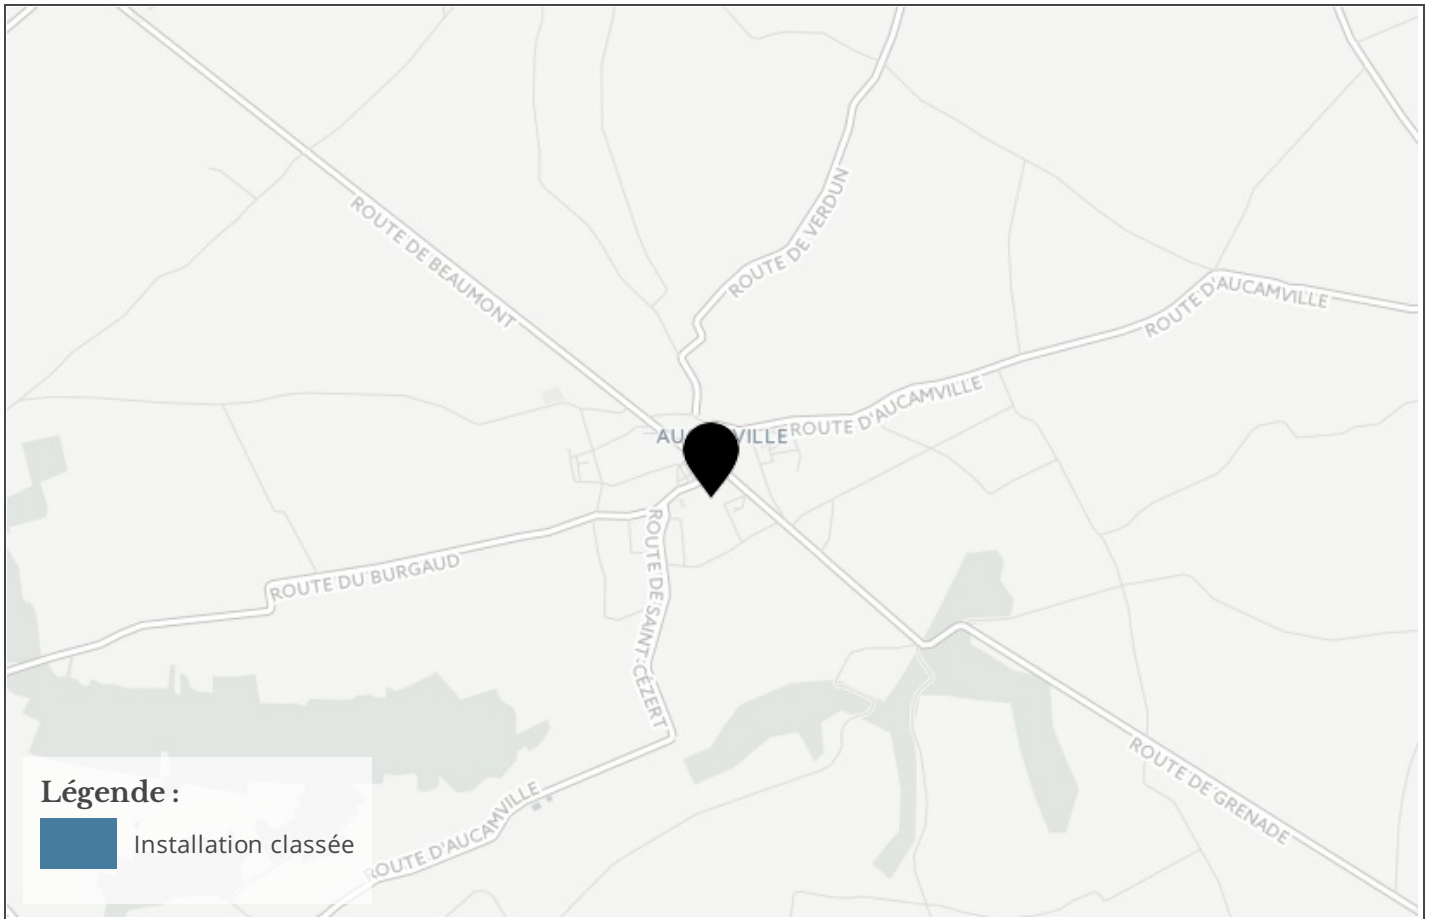 ROUTE DE BEAUMONT
ROUTE DE VERDUN
ROUTE D'AUCAMVILLE
ROUTE D'AUCAMVILLE
ROUTE DU BURGAUD
ROUTE DE SAINT-CÉZERT
ROUTE DE GRENADE
ROUTE D'AUCAMVILLE
Légende :
Installation classée